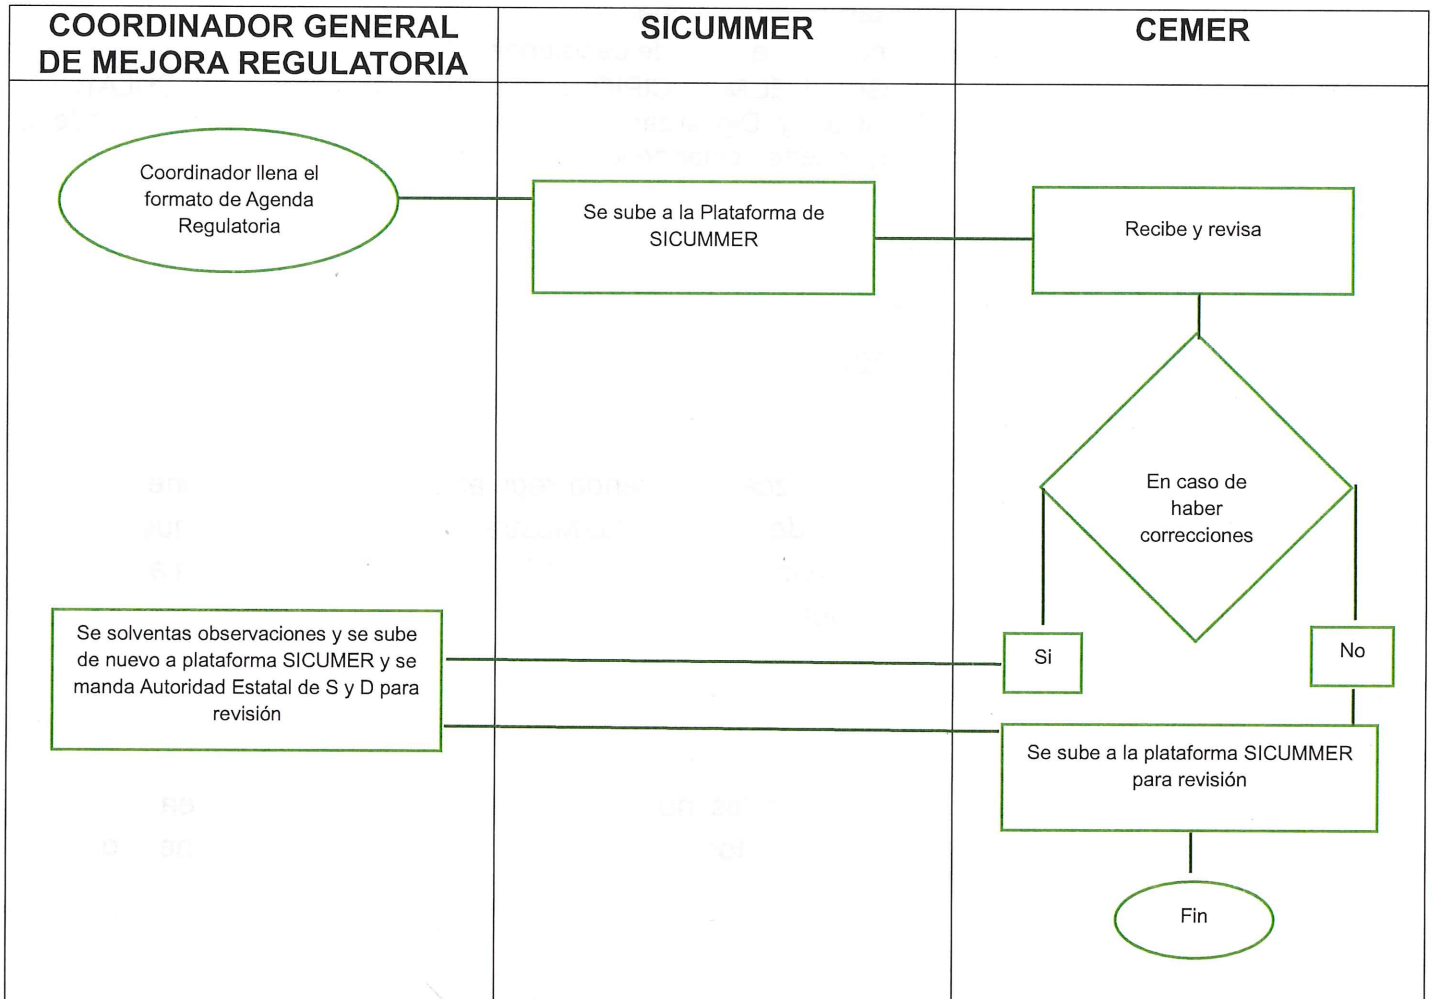 COORDINADOR GENERAL
DE MEJORA REGULATORIA
SICUMMER
CEMER
Coordinador llena el
formato de Agenda
Regulatoria
Se sube a la Plataforma de
SICUMMER
Recibe y revisa
En caso de
haber
correcciones
Se solventas observaciones y se sube
de nuevo a plataforma SICUMER y se
manda Autoridad Estatal de S y D para
revisión
Si
No
Se sube a la plataforma SICUMMER
para revisión
Fin